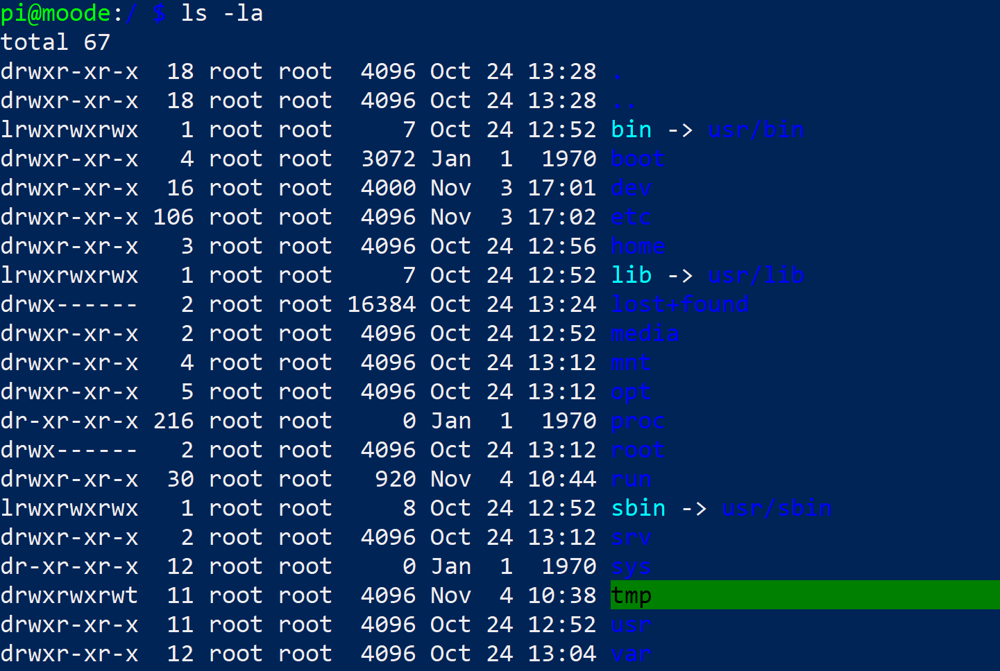 pi@moode:/ $ ls -la
total 67
drwxr-xr-x  18 root root  4096 Oct 24 13:28 .
drwxr-xr-x  18 root root  4096 Oct 24 13:28 ..
lrwxrwxrwx   1 root root     7 Oct 24 12:52 bin -> usr/bin
drwxr-xr-x   4 root root  3072 Jan  1  1970 boot
drwxr-xr-x  16 root root  4000 Nov  3 17:01 dev
drwxr-xr-x 106 root root  4096 Nov  3 17:02 etc
drwxr-xr-x   3 root root  4096 Oct 24 12:56 home
lrwxrwxrwx   1 root root     7 Oct 24 12:52 lib -> usr/lib
drwx------   2 root root 16384 Oct 24 13:24 lost+found
drwxr-xr-x   2 root root  4096 Oct 24 12:52 media
drwxr-xr-x   4 root root  4096 Oct 24 13:12 mnt
drwxr-xr-x   5 root root  4096 Oct 24 13:12 opt
dr-xr-xr-x 216 root root     0 Jan  1  1970 proc
drwx------   2 root root  4096 Oct 24 13:12 root
drwxr-xr-x  30 root root   920 Nov  4 10:44 run
lrwxrwxrwx   1 root root     8 Oct 24 12:52 sbin -> usr/sbin
drwxr-xr-x   2 root root  4096 Oct 24 13:12 srv
dr-xr-xr-x  12 root root     0 Jan  1  1970 sys
drwxrwxrwt  11 root root  4096 Nov  4 10:38 tmp
drwxr-xr-x  11 root root  4096 Oct 24 12:52 usr
drwxr-xr-x  12 root root  4096 Oct 24 13:04 var